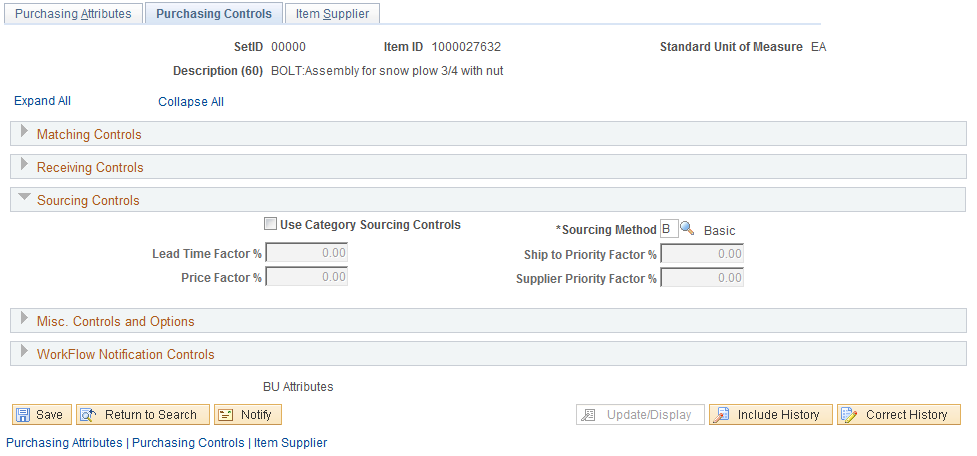 Purchasing Attributes Purchasing Controls Item Supplier
SetID 00000 Item ID 1000027632 Standard Unit of Measure EA
Description (60) BOLT:Assembly for snow plow 3/4 with nut
Expand All Collapse All
Matching Controls
Receiving Controls
Sourcing Controls
Use Category Sourcing Controls *Sourcing Method B Basic
Lead Time Factor % 0.00 Ship to Priority Factor % 0.00
Price Factor % 0.00 Supplier Priority Factor % 0.00
Misc. Controls and Options
WorkFlow Notification Controls
BU Attributes
Save Return to Search Notify Update/Display Include History Correct History
Purchasing Attributes | Purchasing Controls | Item Supplier